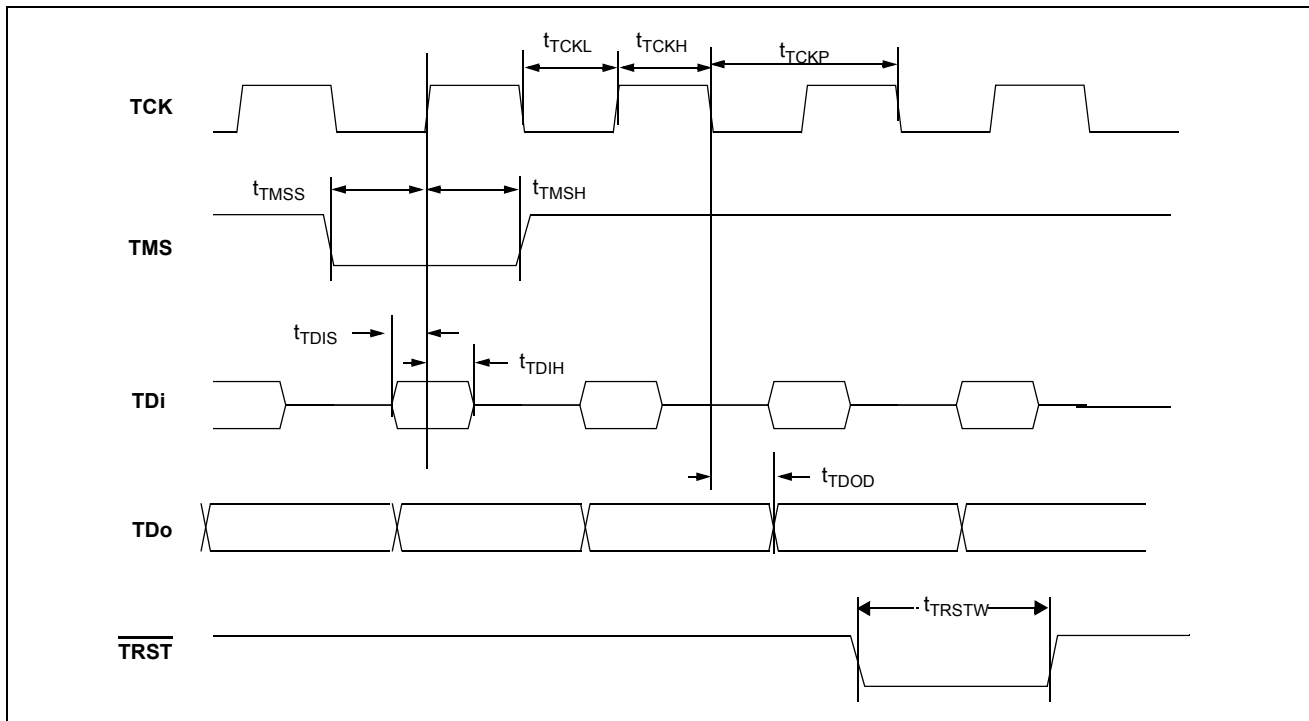 tTCKL tTCKH tTCKP
TCK
tTMSS tTMSH
TMS
tTDIS
tTDIH
TDi
tTDOD
TDo
tTRSTW
TRST